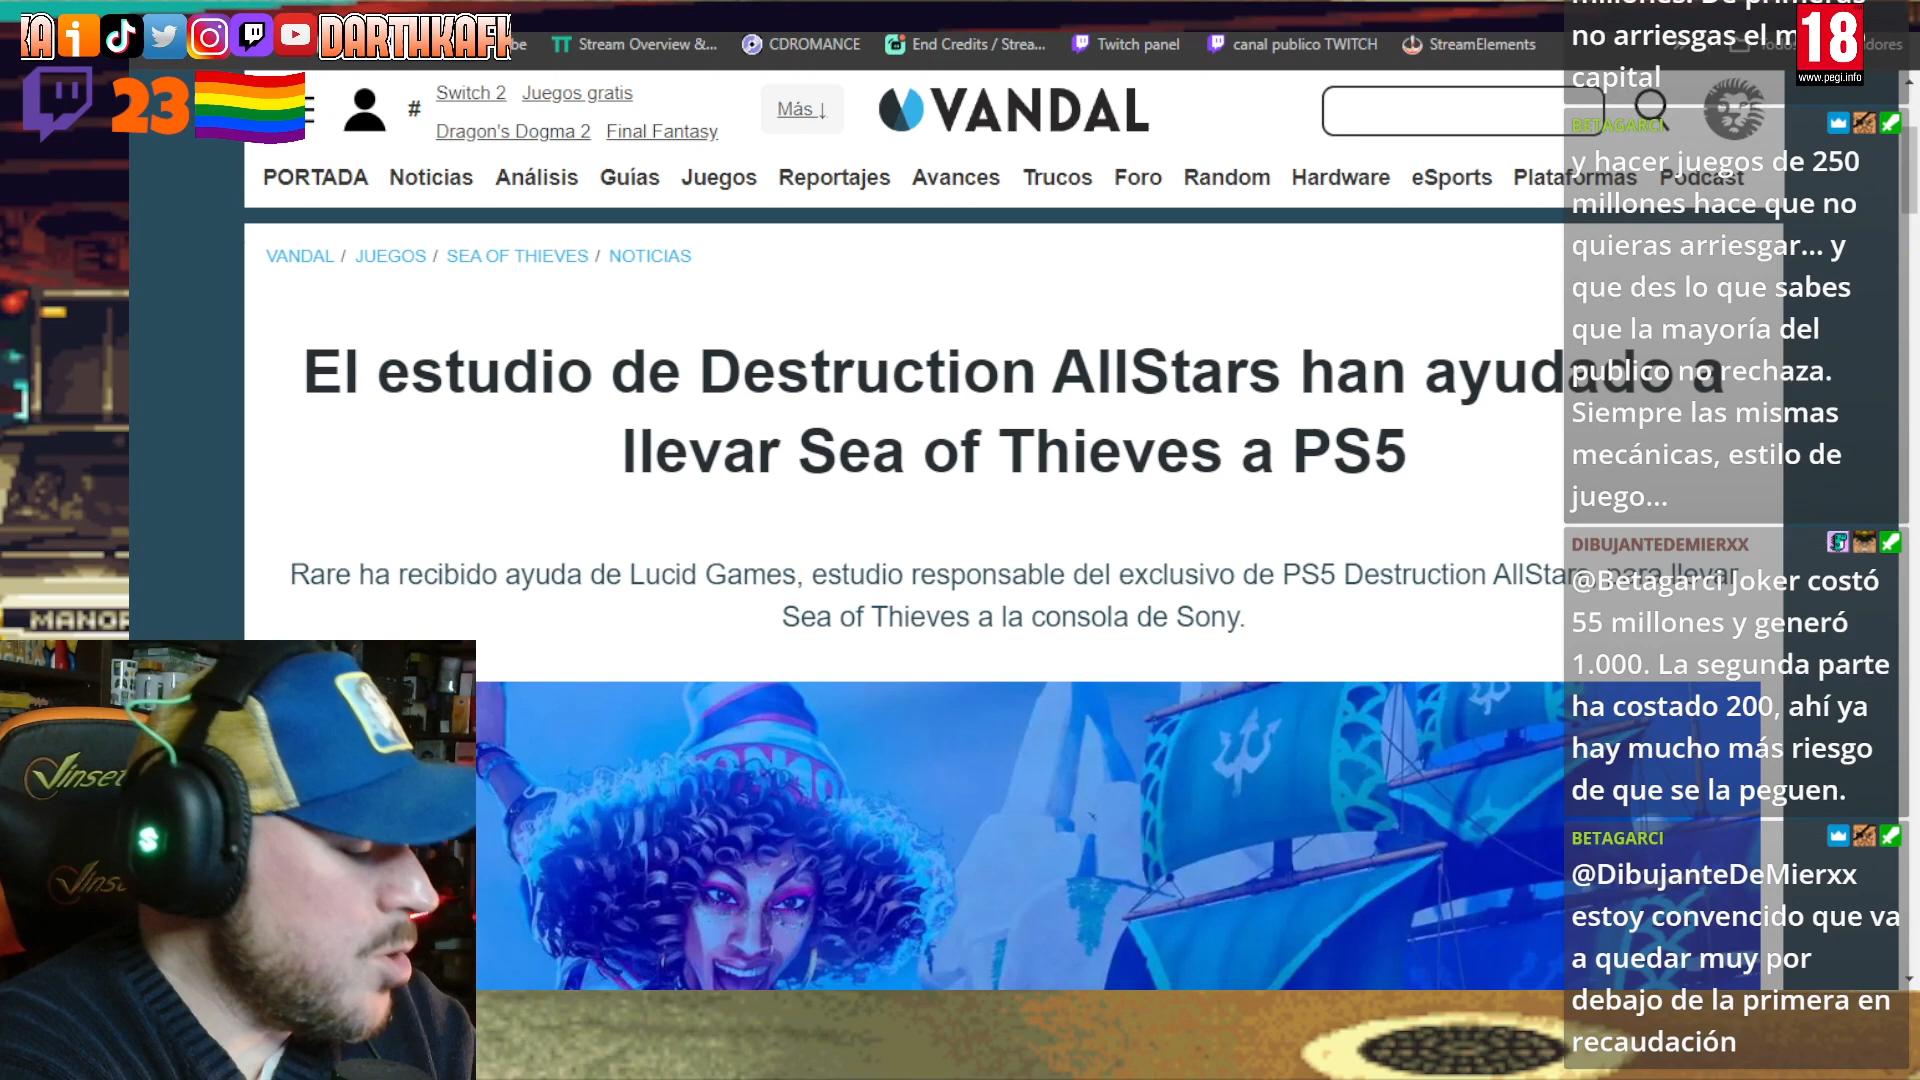 DARTHKAFK
23
be
Stream Overview &...
CDROMANCE
End Credits / Strea...
Twitch panel
canal publico TWITCH
StreamElements
18
www.pegi.info
#
Switch 2
Juegos gratis
Dragon's Dogma 2
Final Fantasy
Más ↓
VANDAL
PORTADA Noticias Análisis Guías Juegos Reportajes Avances Trucos Foro Random Hardware eSports Plataformas Podcast
VANDAL / JUEGOS / SEA OF THIEVES / NOTICIAS
El estudio de Destruction AllStars han ayudado a
llevar Sea of Thieves a PS5
Rare ha recibido ayuda de Lucid Games, estudio responsable del exclusivo de PS5 Destruction AllStars, para llevar
Sea of Thieves a la consola de Sony.
no arriesgas el m
capital
BETAGARCI
y hacer juegos de 250
millones hace que no
quieras arriesgar... y
que des lo que sabes
que la mayoría del
publico no rechaza.
Siempre las mismas
mecánicas, estilo de
juego...
DIBUJANTEDEMIERXX
@Betagarci Joker costó
55 millones y generó
1.000. La segunda parte
ha costado 200, ahí ya
hay mucho más riesgo
de que se la peguen.
BETAGARCI
@DibujanteDeMierxx
estoy convencido que va
a quedar muy por
debajo de la primera en
recaudación
Vinset